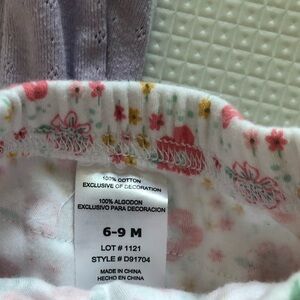 100% COTTON
EXCLUSIVE OF DECORATION
100% ALGODON
EXCLUSIVO PARA DECORACION
6-9 M
LOT # 1121
STYLE # D91704
MADE IN CHINA
HECHO EN CHINA